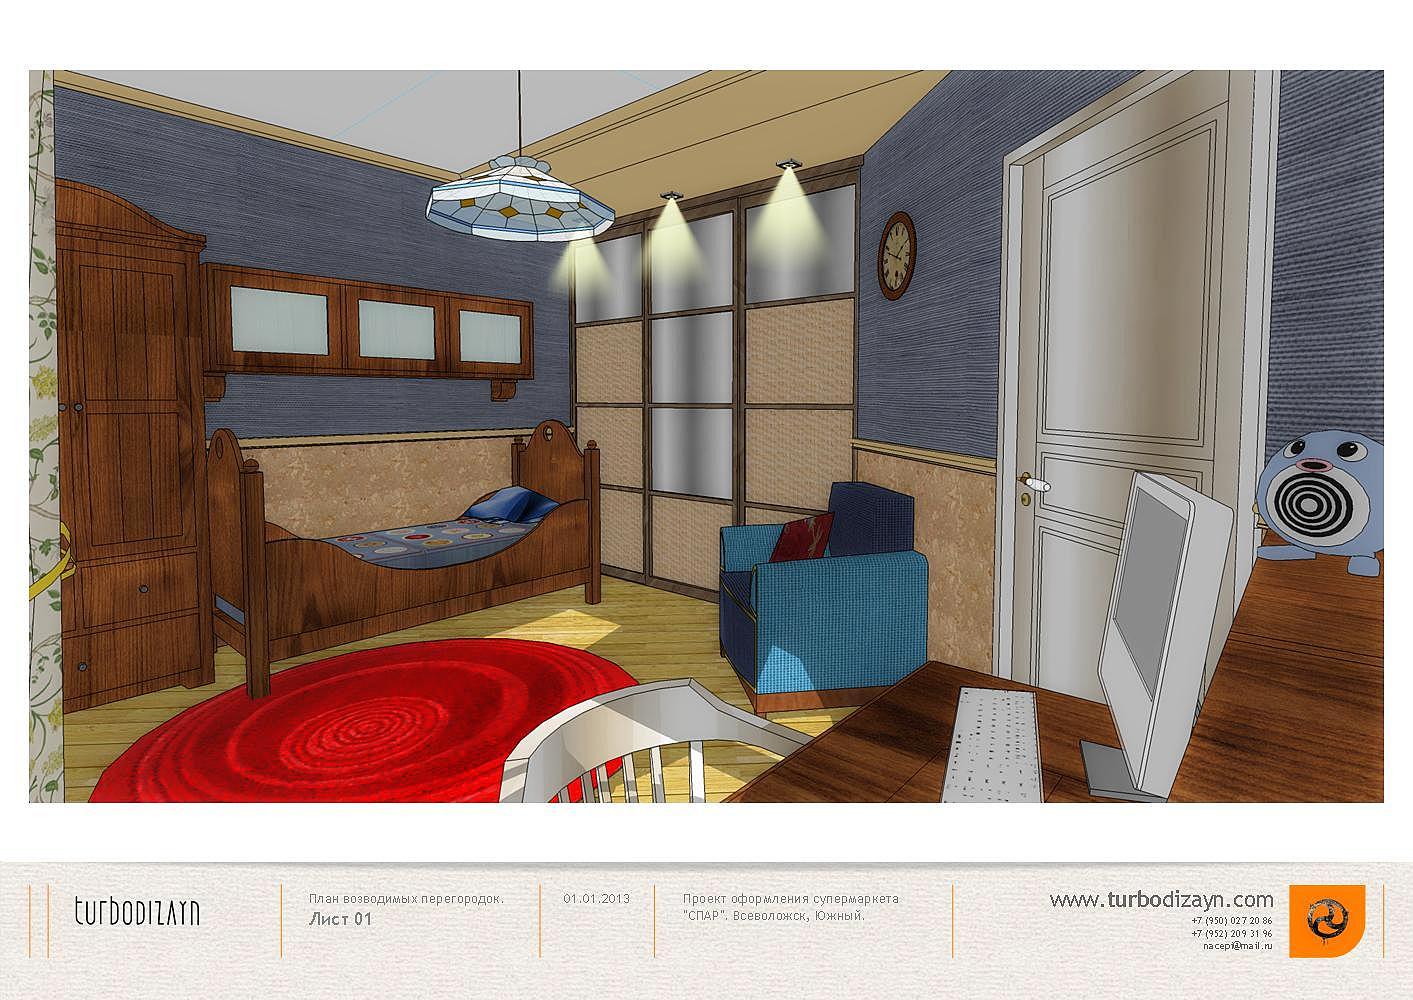 turboDIZAYN
План возводимых перегородок.
Лист 01
01.01.2013
Проект оформления супермаркета
"СПАР". Всеволожск, Южный.
www.turbodizayn.com
+7 (950) 027 20 86
+7 (952) 209 31 96
nacepi@mail.ru